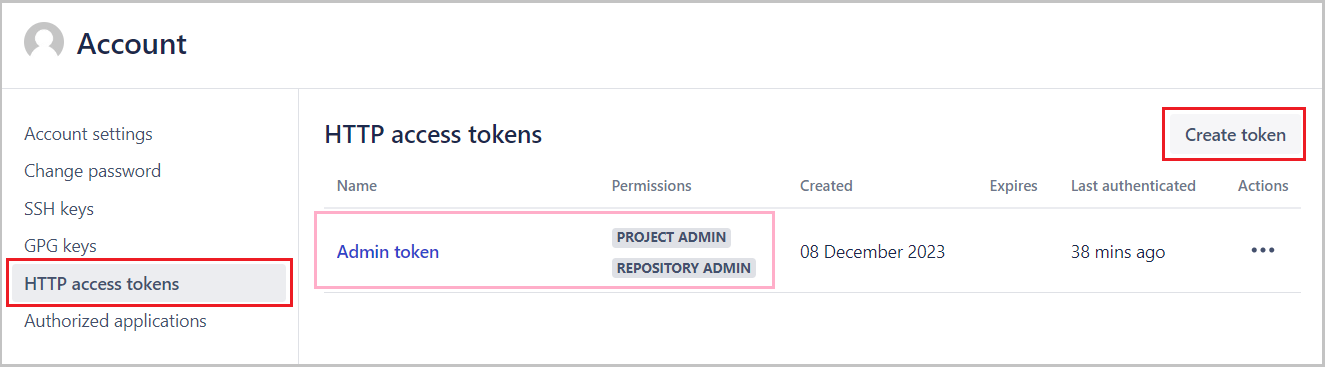 Account
Account settings
Change password
SSH keys
GPG keys
HTTP access tokens
Authorized applications
HTTP access tokens
Create token
Name Permissions Created Expires Last authenticated Actions
Admin token PROJECT ADMIN 08 December 2023 38 mins ago
REPOSITORY ADMIN